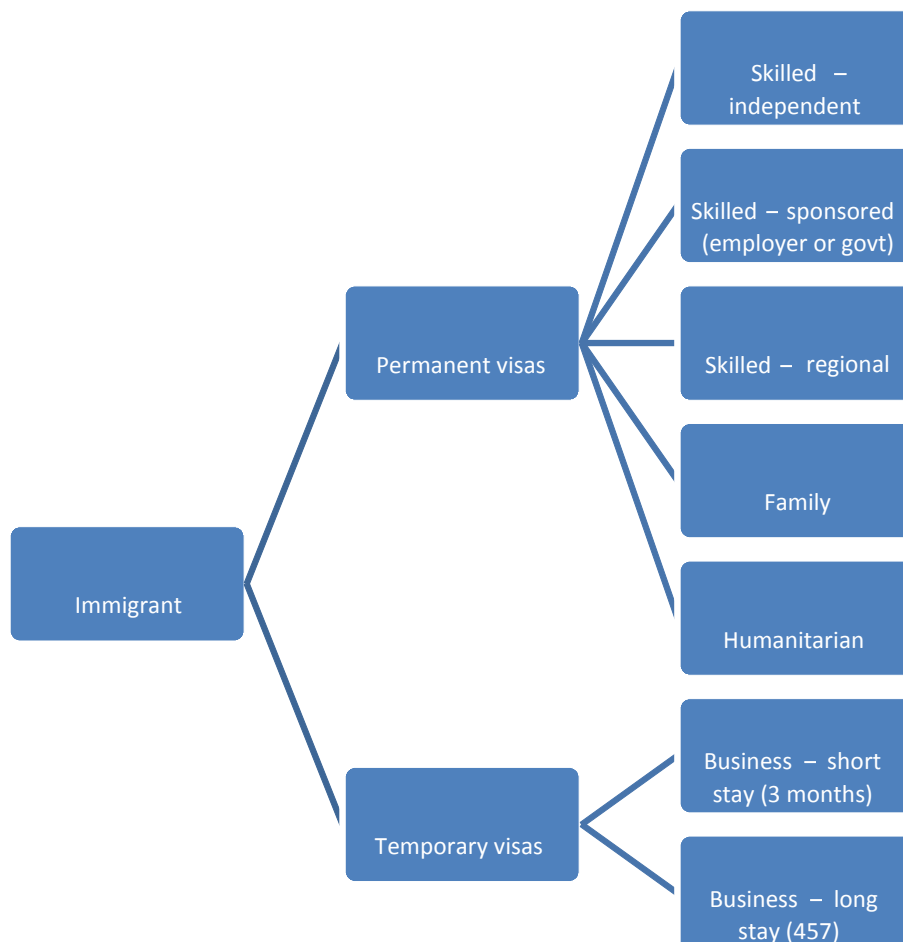 Skilled – independent
Skilled – sponsored
(employer or govt)
Skilled – regional
Permanent visas
Family
Immigrant
Humanitarian
Business – short
stay (3 months)
Temporary visas
Business – long
stay (457)